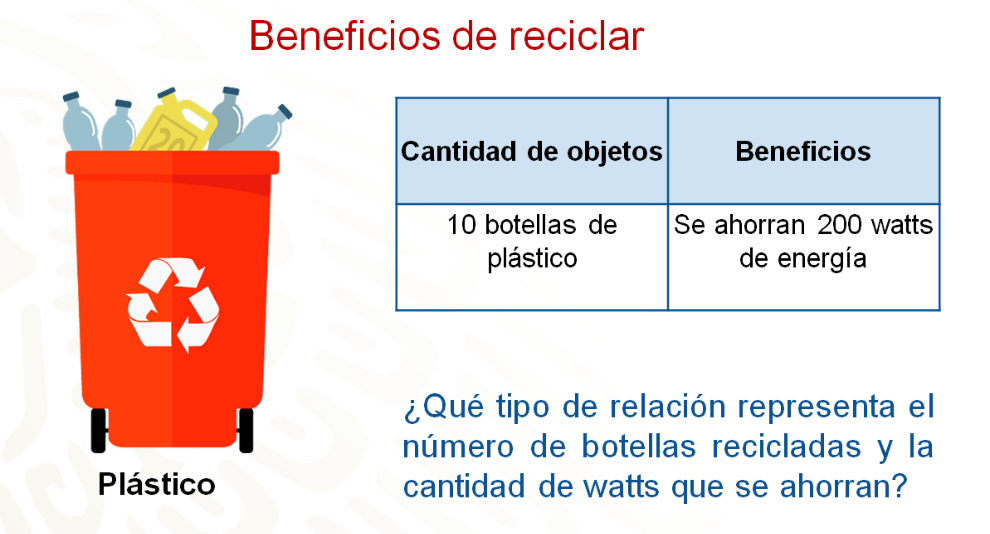 Beneficios de reciclar
20
Cantidad de objetos
Beneficios
10 botellas de
plástico
Se ahorran 200 watts
de energía
¿Qué tipo de relación representa el
número de botellas recicladas y la
cantidad de watts que se ahorran?
Plástico